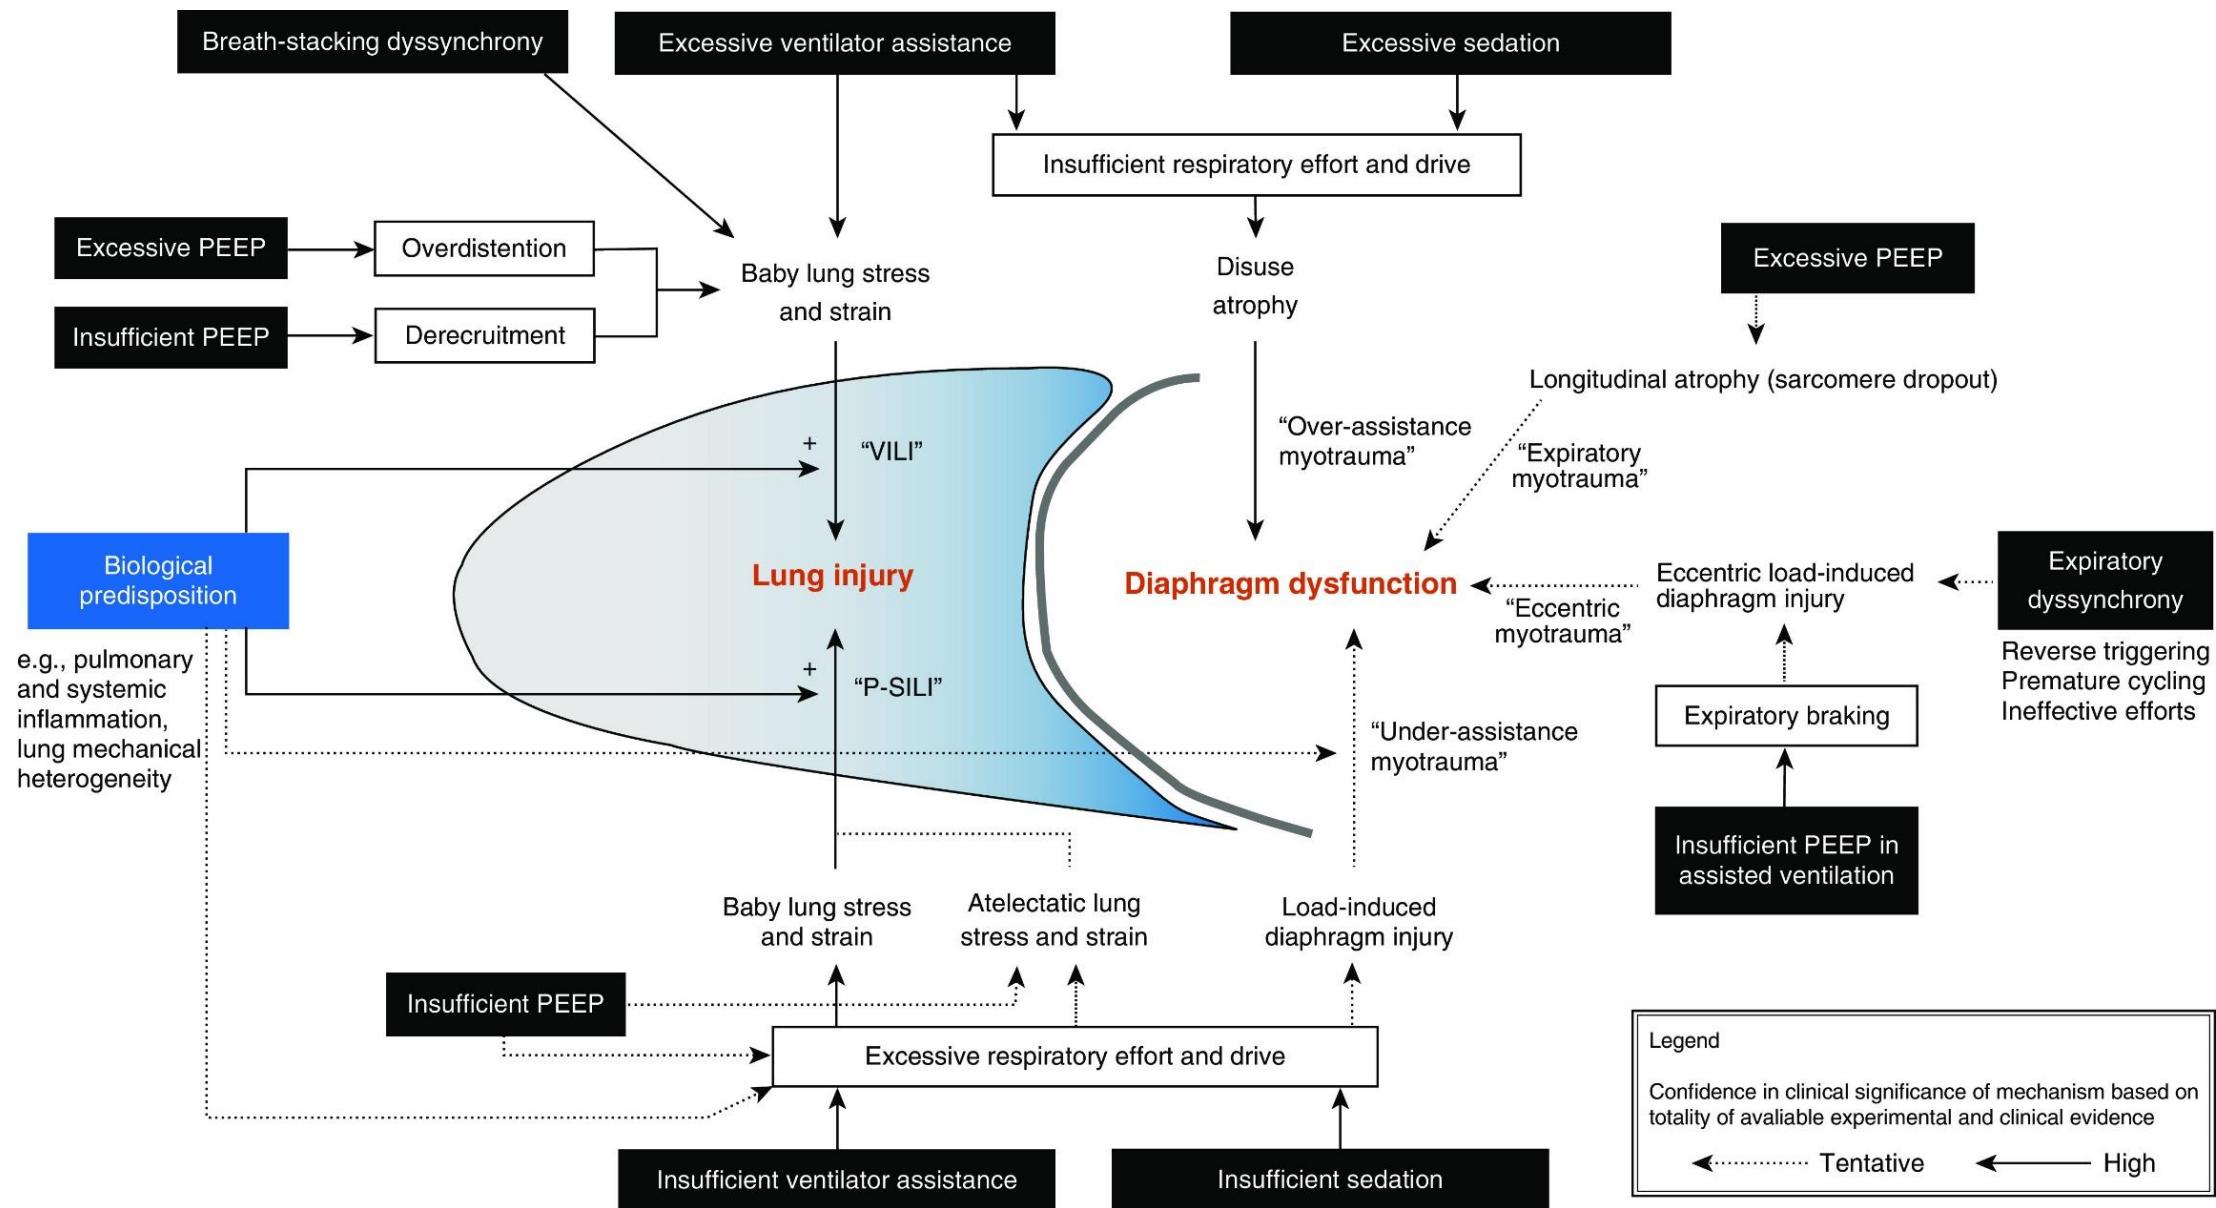 Breath-stacking dyssynchrony
Excessive ventilator assistance
Excessive sedation
Insufficient respiratory effort and drive
Excessive PEEP
Overdistention
Insufficient PEEP
Derecruitment
Baby lung stress
and strain
Disuse
atrophy
Excessive PEEP
Longitudinal atrophy (sarcomere dropout)
+
“VILI”
“Over-assistance
myotrauma”
“Expiratory
myotrauma”
Biological
predisposition
e.g., pulmonary
and systemic
inflammation,
lung mechanical
heterogeneity
Lung injury
Diaphragm dysfunction
“Eccentric
myotrauma”
Eccentric load-induced
diaphragm injury
Expiratory
dyssynchrony
Reverse triggering
Premature cycling
Ineffective efforts
+
“P-SILI”
“Under-assistance
myotrauma”
Expiratory braking
Insufficient PEEP in
assisted ventilation
Baby lung stress
and strain
Atelectatic lung
stress and strain
Load-induced
diaphragm injury
Insufficient PEEP
Excessive respiratory effort and drive
Insufficient ventilator assistance
Insufficient sedation
Legend
Confidence in clinical significance of mechanism based on
totality of avaliable experimental and clinical evidence
Tentative
High